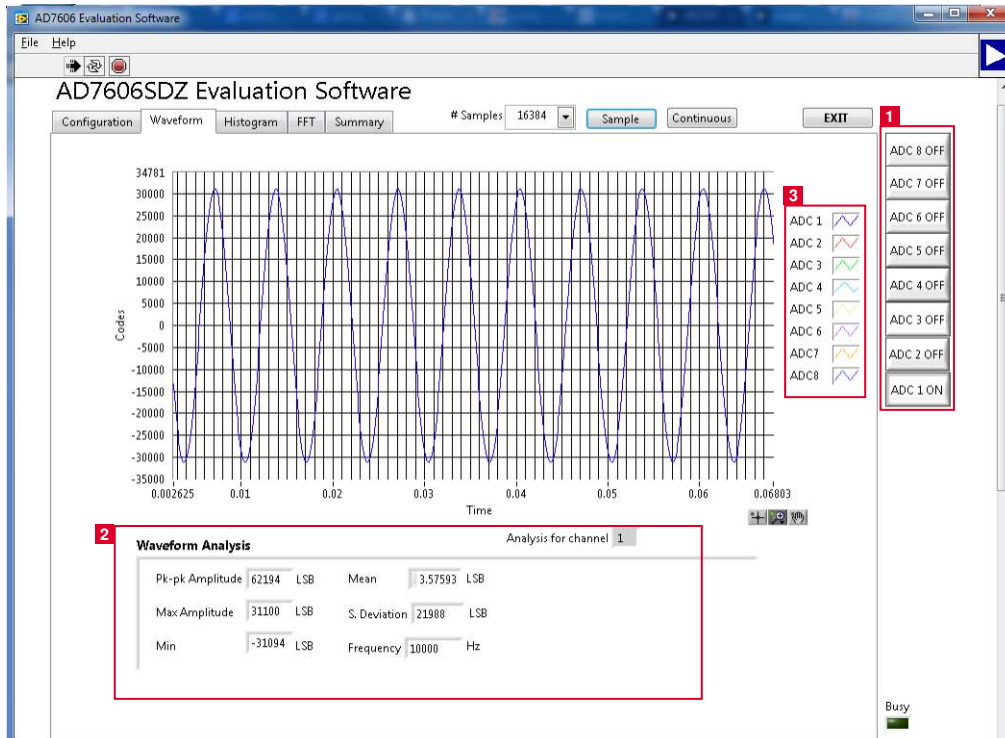 AD7606 Evaluation Software
File Help
AD7606SDZ Evaluation Software
Configuration Waveform Histogram FFT Summary # Samples 16384 Sample Continuous EXIT
1
ADC 8 OFF
ADC 7 OFF
ADC 6 OFF
ADC 5 OFF
ADC 4 OFF
ADC 3 OFF
ADC 2 OFF
ADC 1 ON
3
ADC 1
ADC 2
ADC 3
ADC 4
ADC 5
ADC 6
ADC7
ADC8
Codes
34781
30000
25000
20000
15000
10000
5000
0
-5000
-10000
-15000
-20000
-25000
-30000
-35000
0.002625 0.01 0.02 0.03 0.04 0.05 0.06 0.06803
Time
2
Waveform Analysis Analysis for channel 1
Pk-pk Amplitude 62194 LSB Mean 3.57593 LSB
Max Amplitude 31100 LSB S. Deviation 21988 LSB
Min -31094 LSB Frequency 10000 Hz
Busy